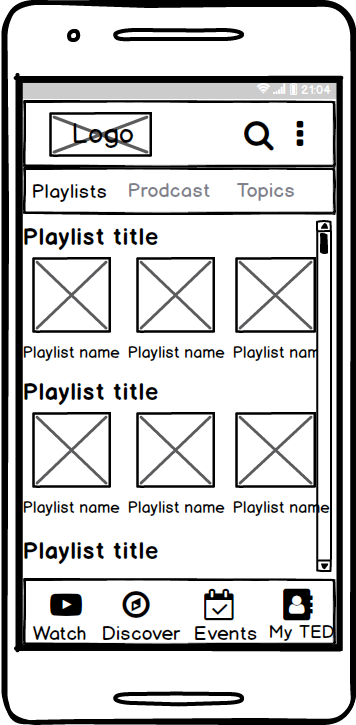 21:04
Logo
Playlists Prodcast Topics
Playlist title
Playlist name Playlist name Playlist nam
Playlist title
Playlist name Playlist name Playlist name
Playlist title
Watch Discover Events My TED